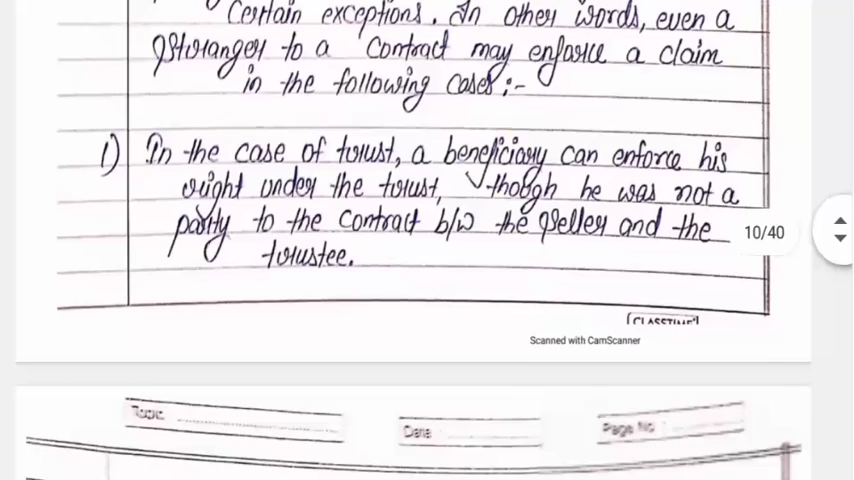 Certain exceptions. In other words, even a
stranger to a contract may enforce a claim
in the following cases :-
1) In the case of trust, a beneficiary can enforce his
right under the trust, though he was not a
party to the contract b/w the seller and the
trustee.
10/40
CLASSTIME
Scanned with CamScanner
Topic
Date
Page No